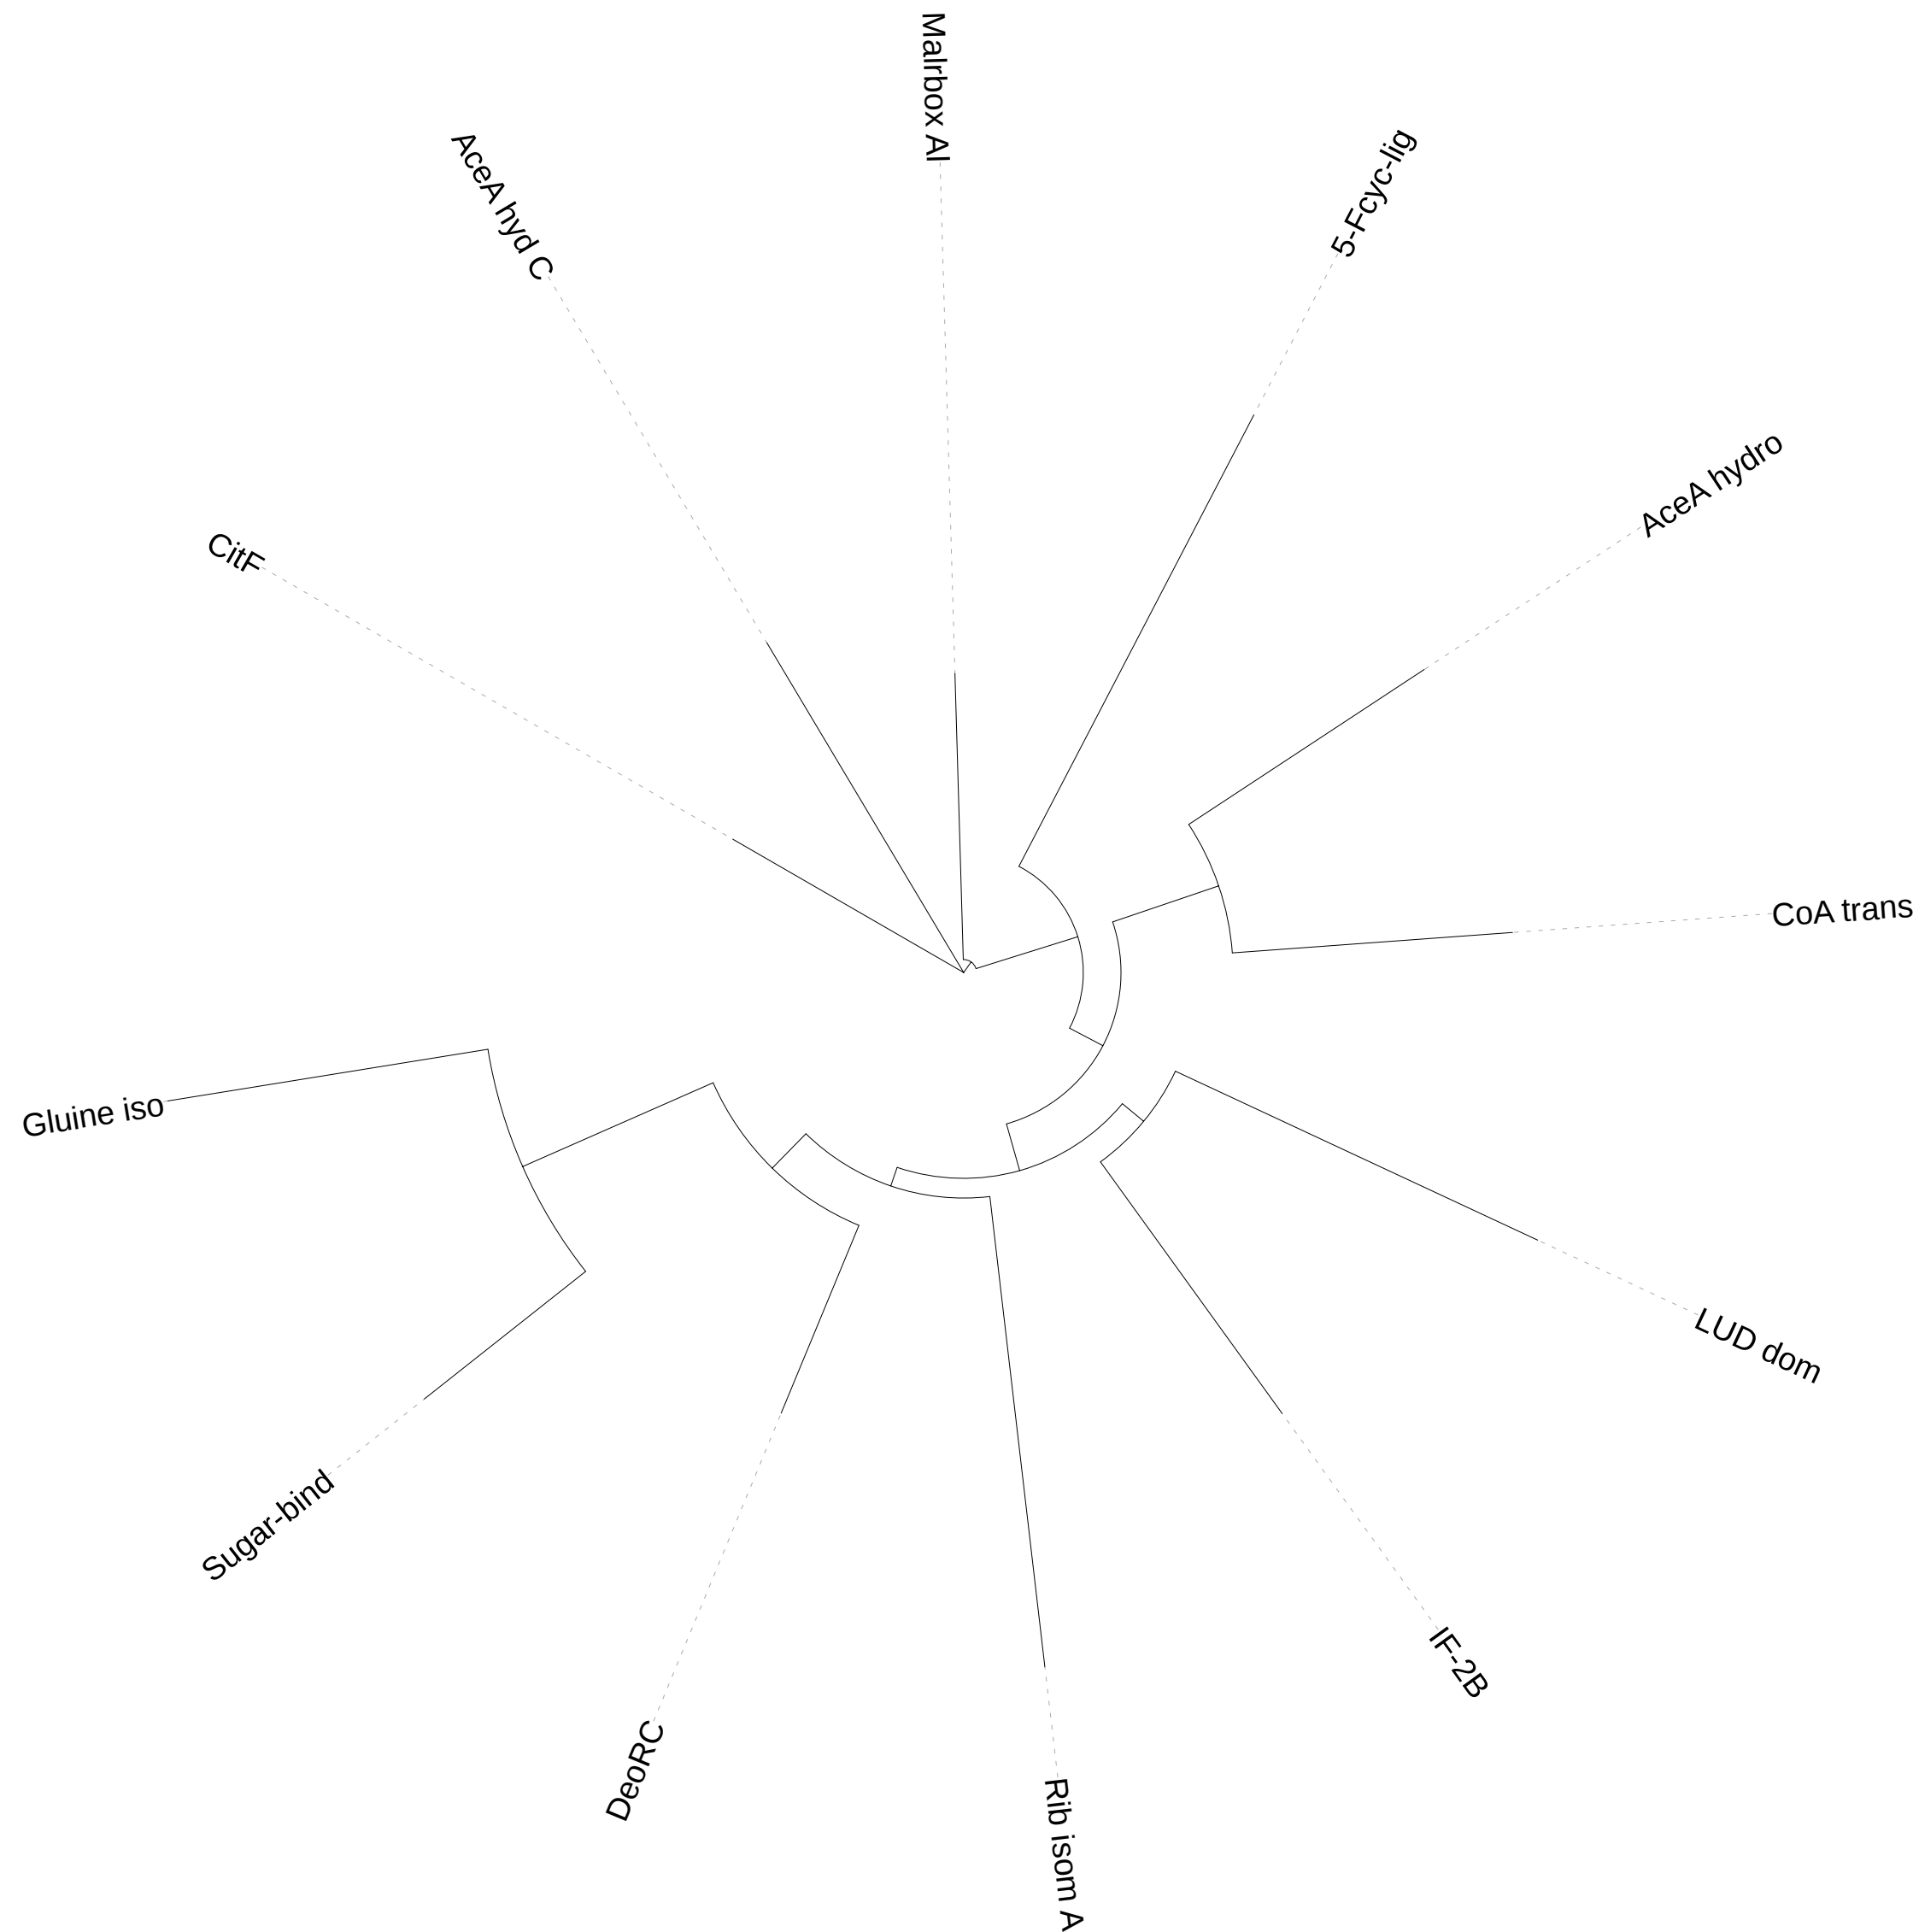 Malrbox AI
5-Fcyc-lig
AceA hyd C
AceA hydro
CitF
CoA trans
Gluine iso
LUD dom
Sugar-bind
IF-2B
DeoRC
Rib isom A